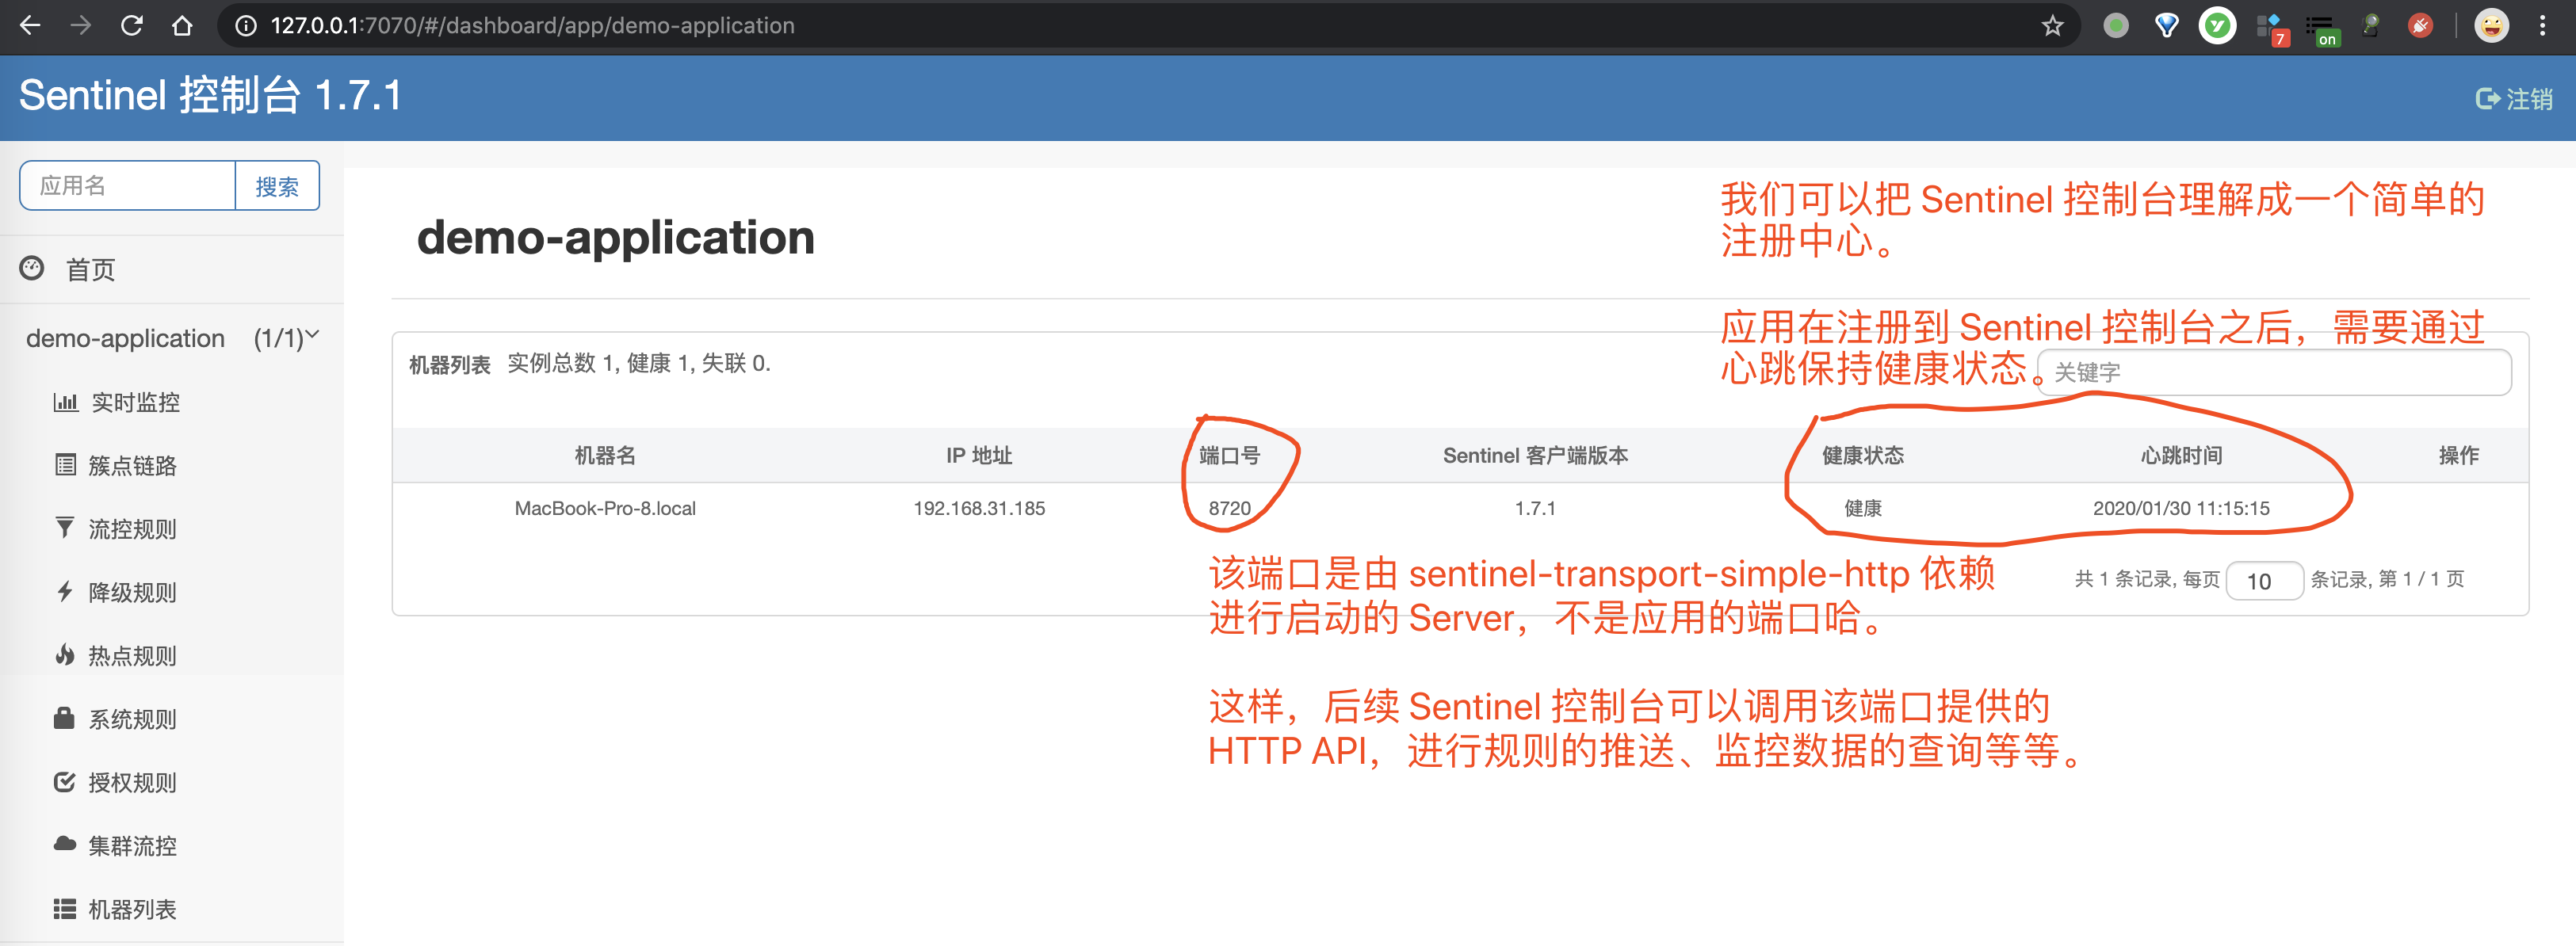 127.0.0.1:7070/#/dashboard/app/demo-application
7
on
Sentinel 控制台 1.7.1
注销
应用名
搜索
首页
demo-application (1/1)
实时监控
簇点链路
流控规则
降级规则
热点规则
系统规则
授权规则
集群流控
机器列表
demo-application
我们可以把 Sentinel 控制台理解成一个简单的
注册中心。
应用在注册到 Sentinel 控制台之后，需要通过
心跳保持健康状态。
机器列表 实例总数 1, 健康 1, 失联 0.
关键字
机器名 IP 地址 端口号 Sentinel 客户端版本 健康状态 心跳时间 操作
MacBook-Pro-8.local 192.168.31.185 8720 1.7.1 健康 2020/01/30 11:15:15
共 1 条记录, 每页 10 条记录, 第 1 / 1 页
该端口是由 sentinel-transport-simple-http 依赖
进行启动的 Server，不是应用的端口哈。
这样，后续 Sentinel 控制台可以调用该端口提供的
HTTP API，进行规则的推送、监控数据的查询等等。